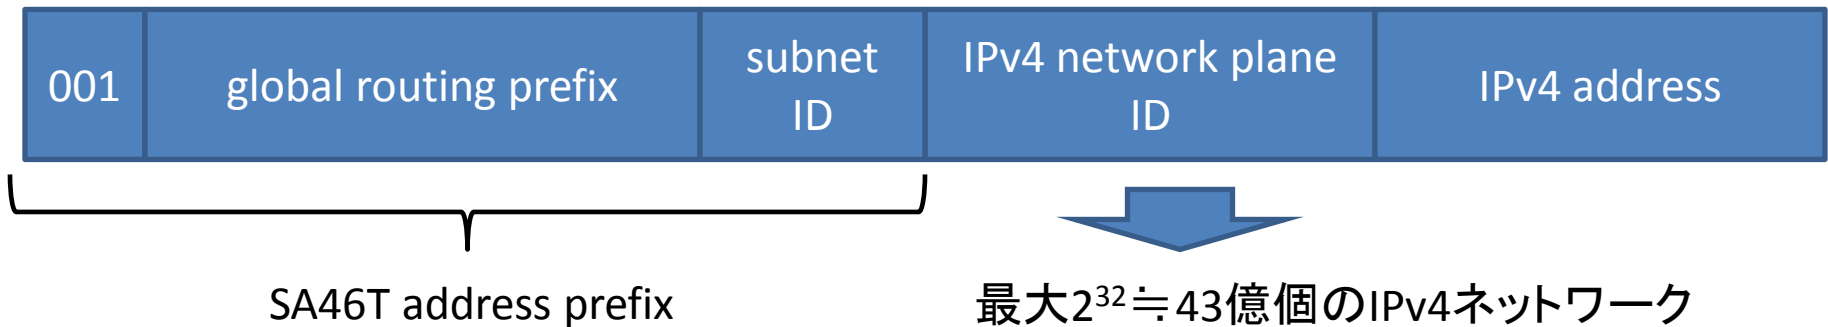 001
global routing prefix
subnet
ID
IPv4 network plane
ID
IPv4 address
SA46T address prefix
最大2³²≒43億個のIPv4ネットワーク